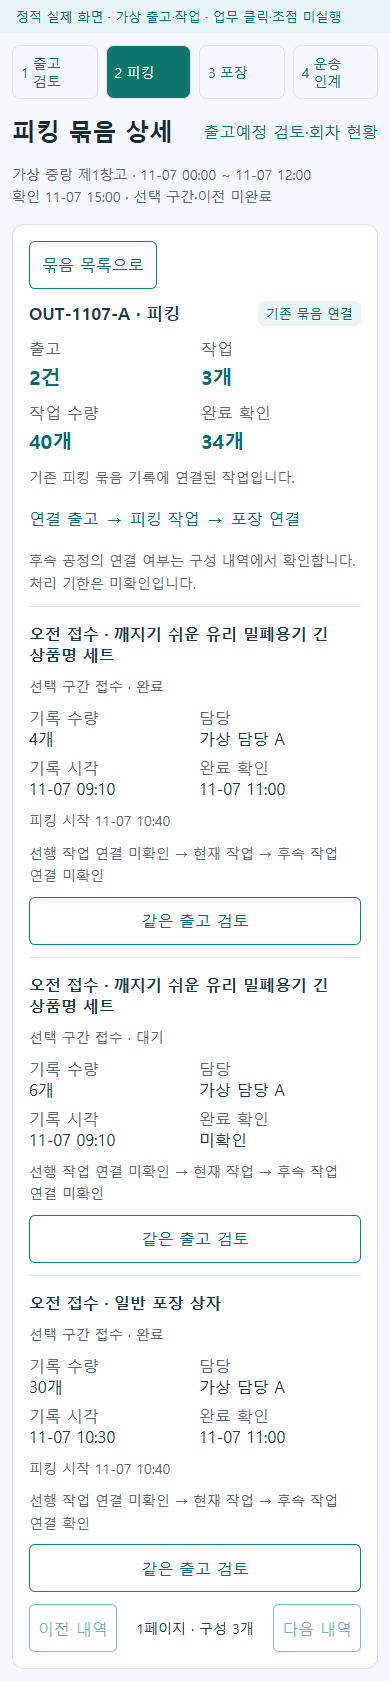 정적 실제 화면 · 가상 출고·작업 · 업무 클릭·초점 미실행
1 출고 검토
2 피킹
3 포장
4 운송 인계
피킹 묶음 상세
출고예정 검토·회차 현황
가상 중랑 제1창고 · 11-07 00:00 ~ 11-07 12:00
확인 11-07 15:00 · 선택 구간·이전 미완료
묶음 목록으로
OUT-1107-A · 피킹
기존 묶음 연결
출고 작업
2건 3개
작업 수량 완료 확인
40개 34개
기존 피킹 묶음 기록에 연결된 작업입니다.
연결 출고 → 피킹 작업 → 포장 연결
후속 공정의 연결 여부는 구성 내역에서 확인합니다.
처리 기한은 미확인입니다.
오전 접수 · 깨지기 쉬운 유리 밀폐용기 긴
상품명 세트
선택 구간 접수 · 완료
기록 수량 담당
4개 가상 담당 A
기록 시각 완료 확인
11-07 09:10 11-07 11:00
피킹 시작 11-07 10:40
선행 작업 연결 미확인 → 현재 작업 → 후속 작업
연결 미확인
같은 출고 검토
오전 접수 · 깨지기 쉬운 유리 밀폐용기 긴
상품명 세트
선택 구간 접수 · 대기
기록 수량 담당
6개 가상 담당 A
기록 시각 완료 확인
11-07 09:10 미확인
선행 작업 연결 미확인 → 현재 작업 → 후속 작업
연결 미확인
같은 출고 검토
오전 접수 · 일반 포장 상자
선택 구간 접수 · 완료
기록 수량 담당
30개 가상 담당 A
기록 시각 완료 확인
11-07 10:30 11-07 11:00
피킹 시작 11-07 10:40
선행 작업 연결 미확인 → 현재 작업 → 후속 작업
연결 확인
같은 출고 검토
이전 내역
1페이지 · 구성 3개
다음 내역